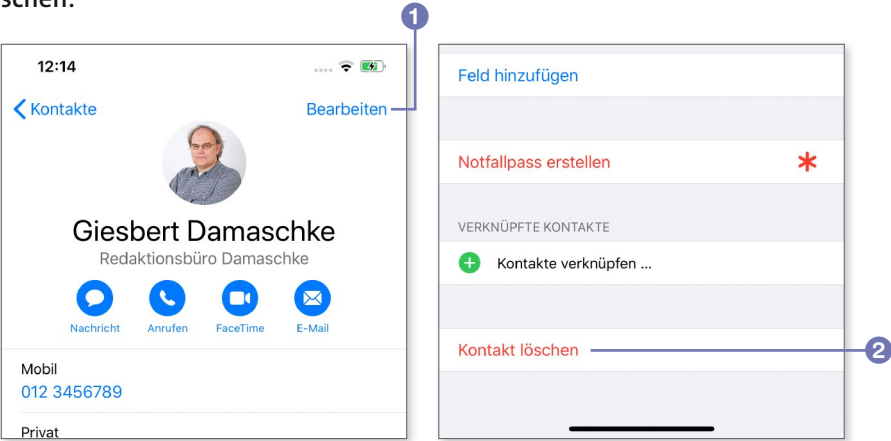 schen:
1
12:14
Kontakte
Bearbeiten
Giesbert Damaschke
Redaktionsbüro Damaschke
Nachricht Anrufen FaceTime E-Mail
Mobil
012 3456789
Privat
Feld hinzufügen
Notfallpass erstellen
VERKNÜPFTE KONTAKTE
Kontakte verknüpfen ...
Kontakt löschen
2